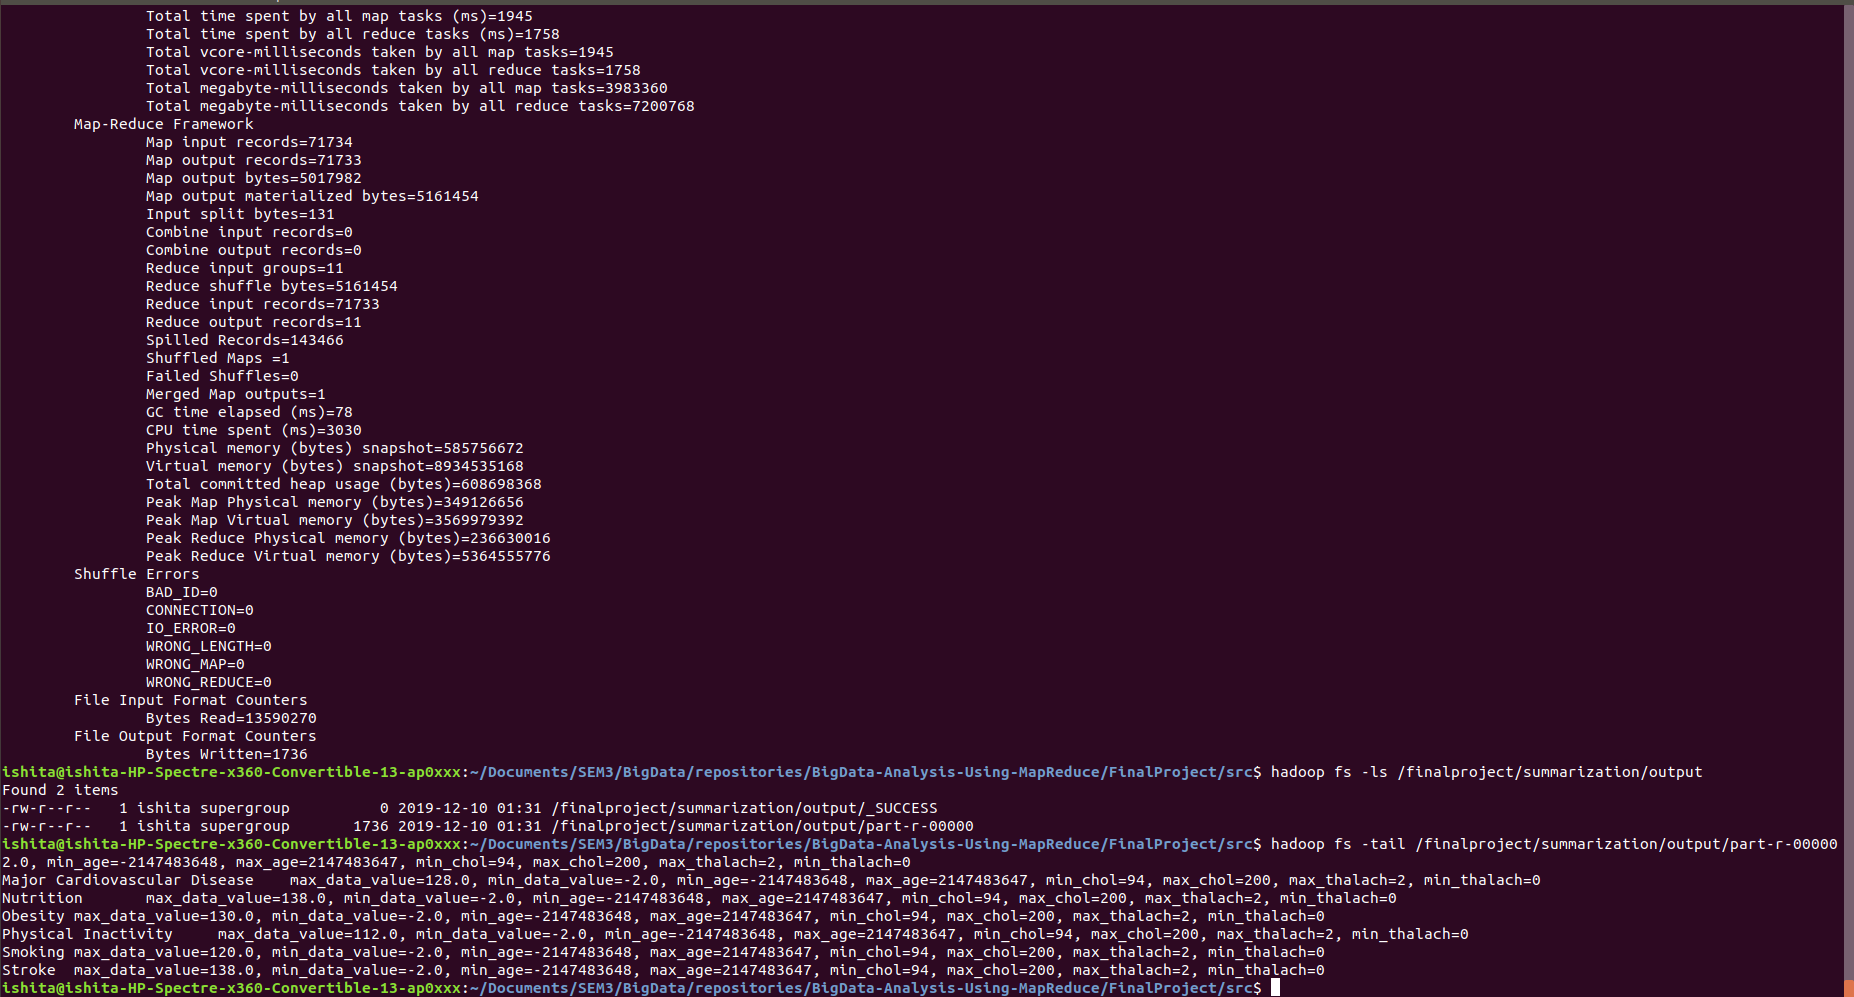 Total time spent by all map tasks (ms)=1945
Total time spent by all reduce tasks (ms)=1758
Total vcore-milliseconds taken by all map tasks=1945
Total vcore-milliseconds taken by all reduce tasks=1758
Total megabyte-milliseconds taken by all map tasks=3983360
Total megabyte-milliseconds taken by all reduce tasks=7200768
Map-Reduce Framework
Map input records=71734
Map output records=71733
Map output bytes=5017982
Map output materialized bytes=5161454
Input split bytes=131
Combine input records=0
Combine output records=0
Reduce input groups=11
Reduce shuffle bytes=5161454
Reduce input records=71733
Reduce output records=11
Spilled Records=143466
Shuffled Maps =1
Failed Shuffles=0
Merged Map outputs=1
GC time elapsed (ms)=78
CPU time spent (ms)=3030
Physical memory (bytes) snapshot=585756672
Virtual memory (bytes) snapshot=8934535168
Total committed heap usage (bytes)=608698368
Peak Map Physical memory (bytes)=349126656
Peak Map Virtual memory (bytes)=3569979392
Peak Reduce Physical memory (bytes)=236630016
Peak Reduce Virtual memory (bytes)=5364555776
Shuffle Errors
BAD_ID=0
CONNECTION=0
IO_ERROR=0
WRONG_LENGTH=0
WRONG_MAP=0
WRONG_REDUCE=0
File Input Format Counters
Bytes Read=13590270
File Output Format Counters
Bytes Written=1736
ishita@ishita-HP-Spectre-x360-Convertible-13-ap0xxx:~/Documents/SEM3/BigData/repositories/BigData-Analysis-Using-MapReduce/FinalProject/src$ hadoop fs -ls /finalproject/summarization/output
Found 2 items
-rw-r--r--   1 ishita supergroup          0 2019-12-10 01:31 /finalproject/summarization/output/_SUCCESS
-rw-r--r--   1 ishita supergroup       1736 2019-12-10 01:31 /finalproject/summarization/output/part-r-00000
ishita@ishita-HP-Spectre-x360-Convertible-13-ap0xxx:~/Documents/SEM3/BigData/repositories/BigData-Analysis-Using-MapReduce/FinalProject/src$ hadoop fs -tail /finalproject/summarization/output/part-r-00000
2.0, min_age=-2147483648, max_age=2147483647, min_chol=94, max_chol=200, max_thalach=2, min_thalach=0
Major Cardiovascular Disease    max_data_value=128.0, min_data_value=-2.0, min_age=-2147483648, max_age=2147483647, min_chol=94, max_chol=200, max_thalach=2, min_thalach=0
Nutrition       max_data_value=138.0, min_data_value=-2.0, min_age=-2147483648, max_age=2147483647, min_chol=94, max_chol=200, max_thalach=2, min_thalach=0
Obesity max_data_value=130.0, min_data_value=-2.0, min_age=-2147483648, max_age=2147483647, min_chol=94, max_chol=200, max_thalach=2, min_thalach=0
Physical Inactivity     max_data_value=112.0, min_data_value=-2.0, min_age=-2147483648, max_age=2147483647, min_chol=94, max_chol=200, max_thalach=2, min_thalach=0
Smoking max_data_value=120.0, min_data_value=-2.0, min_age=-2147483648, max_age=2147483647, min_chol=94, max_chol=200, max_thalach=2, min_thalach=0
Stroke  max_data_value=138.0, min_data_value=-2.0, min_age=-2147483648, max_age=2147483647, min_chol=94, max_chol=200, max_thalach=2, min_thalach=0
ishita@ishita-HP-Spectre-x360-Convertible-13-ap0xxx:~/Documents/SEM3/BigData/repositories/BigData-Analysis-Using-MapReduce/FinalProject/src$